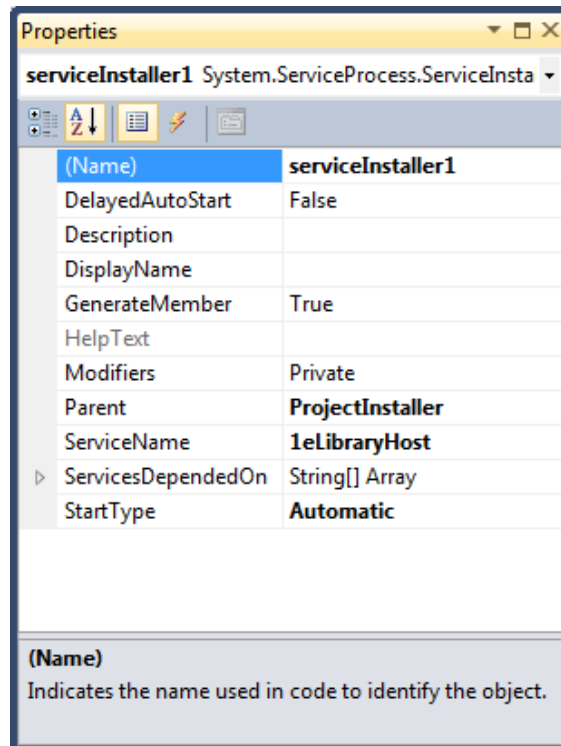 Properties
serviceInstaller1 System.ServiceProcess.ServiceInsta
(Name) serviceInstaller1
DelayedAutoStart False
Description
DisplayName
GenerateMember True
HelpText
Modifiers Private
Parent ProjectInstaller
ServiceName 1eLibraryHost
ServicesDependedOn String[] Array
StartType Automatic
(Name)
Indicates the name used in code to identify the object.